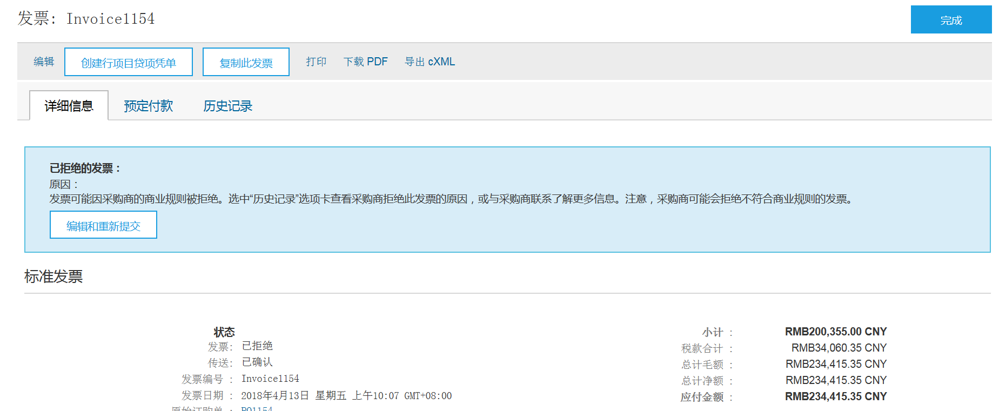 发票: Invoice1154
完成
编辑 创建行项目贷项凭单 复制此发票 打印 下载 PDF 导出 cXML
详细信息 预定付款 历史记录
已拒绝的发票：
原因：
发票可能因采购商的商业规则被拒绝。选中“历史记录”选项卡查看采购商拒绝此发票的原因，或与采购商联系了解更多信息。注意，采购商可能会拒绝不符合商业规则的发票。
编辑和重新提交
标准发票
状态
发票: 已拒绝
传送: 已确认
发票编号 : Invoice1154
发票日期 : 2018年4月13日 星期五 上午10:07 GMT+08:00
原始订购单 : PO1154
小计 : RMB200,355.00 CNY
税款合计 : RMB34,060.35 CNY
总计毛额 : RMB234,415.35 CNY
总计净额 : RMB234,415.35 CNY
应付金额 : RMB234,415.35 CNY